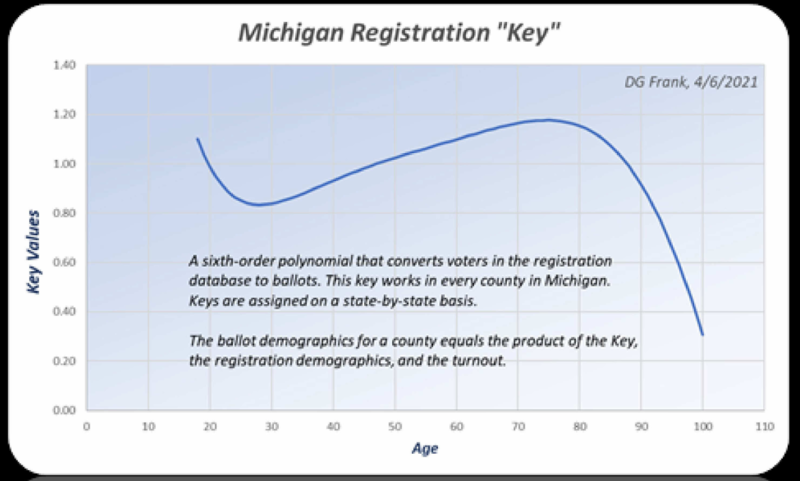 Michigan Registration "Key"
DG Frank, 4/6/2021
1.40
1.20
1.00
0.80
0.60
0.40
0.20
0.00
Key Values
A sixth-order polynomial that converts voters in the registration
database to ballots. This key works in every county in Michigan.
Keys are assigned on a state-by-state basis.
The ballot demographics for a county equals the product of the Key,
the registration demographics, and the turnout.
0 10 20 30 40 50 60 70 80 90 100 110
Age